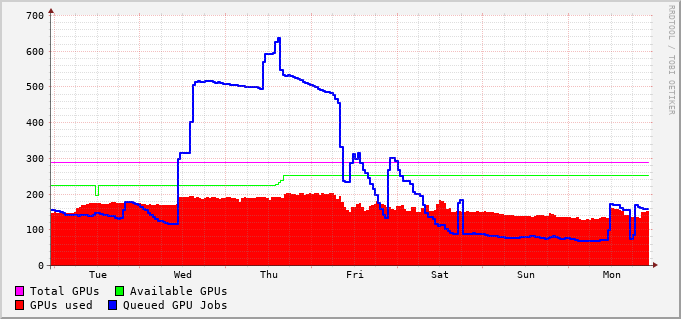 RRDTOOL / TOBI OETIKER
700
600
500
400
300
200
100
0
Tue Wed Thu Fri Sat Sun Mon
Total GPUs Available GPUs
GPUs used Queued GPU Jobs